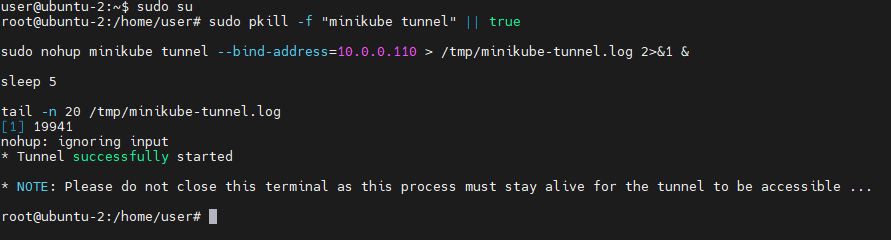 user@ubuntu-2:~$ sudo su
root@ubuntu-2:/home/user# sudo pkill -f "minikube tunnel" || true
sudo nohup minikube tunnel --bind-address=10.0.0.110 > /tmp/minikube-tunnel.log 2>&1 &
sleep 5
tail -n 20 /tmp/minikube-tunnel.log
[1] 19941
nohup: ignoring input
* Tunnel successfully started
* NOTE: Please do not close this terminal as this process must stay alive for the tunnel to be accessible ...
root@ubuntu-2:/home/user#